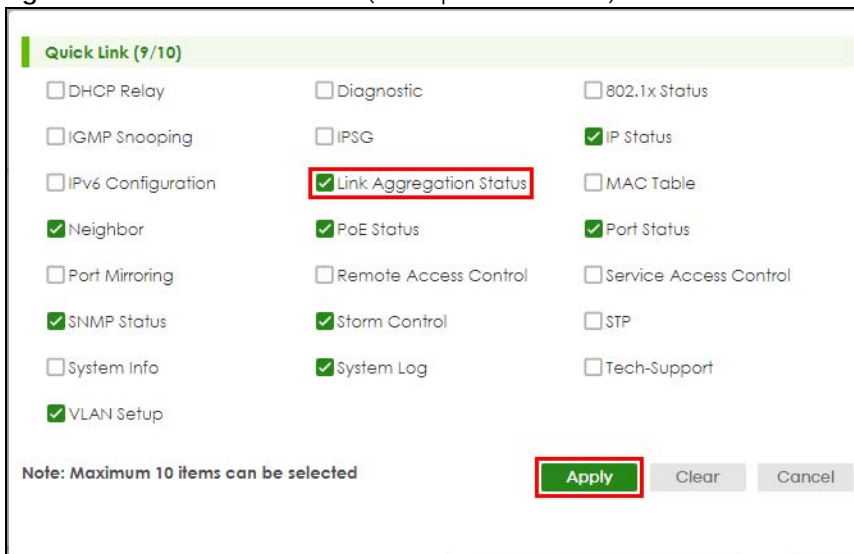 Quick Link (9/10)
DHCP Relay Diagnostic 802.1x Status
IGMP Snooping IPSG IP Status
IPv6 Configuration Link Aggregation Status MAC Table
Neighbor PoE Status Port Status
Port Mirroring Remote Access Control Service Access Control
SNMP Status Storm Control STP
System Info System Log Tech-Support
VLAN Setup
Note: Maximum 10 items can be selected Apply Clear Cancel